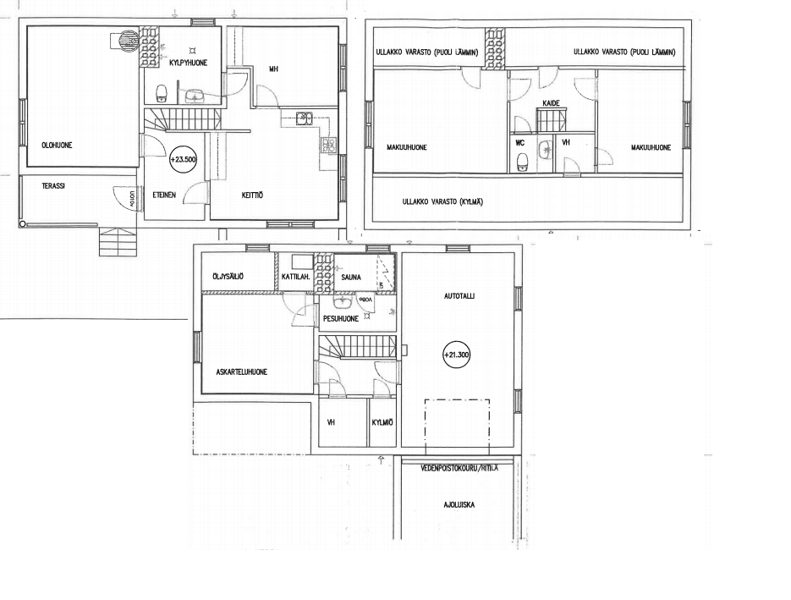 KYLPYHUONE
MH
OLOHUONE
+23.500
TERASSI
ETEINEN
KEITTIÖ
ULLAKKO VARASTO (PUOLI LÄMMIN)
ULLAKKO VARASTO (PUOLI LÄMMIN)
KAIDE
MAKUUHUONE
WC
VH
MAKUUHUONE
ULLAKKO VARASTO (KYLMÄ)
ÖLJYSÄILIÖ
KATTILAH.
SAUNA
AUTOTALLI
PESUHUONE
+21.300
ASKARTELUHUONE
VH
KYLMIÖ
VEDENPOISTOKOURU/RITILÄ
AJOLUISKA